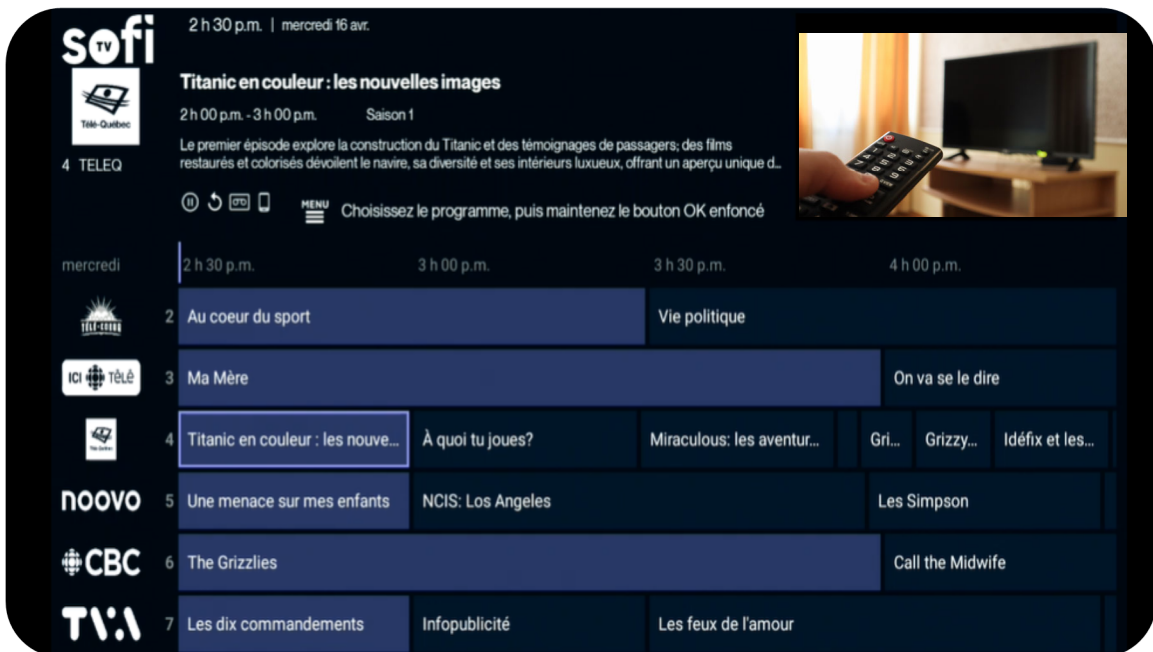 sofi
TV
2 h 30 p.m. | mercredi 16 avr.
Télé-Québec
4 TELEQ
Titanic en couleur : les nouvelles images
2 h 00 p.m. - 3 h 00 p.m. Saison 1
Le premier épisode explore la construction du Titanic et des témoignages de passagers; des films
restaurés et colorisés dévoilent le navire, sa diversité et ses intérieurs luxueux, offrant un aperçu unique d...
MENU Choisissez le programme, puis maintenez le bouton OK enfoncé
mercredi 2 h 30 p.m. 3 h 00 p.m. 3 h 30 p.m. 4 h 00 p.m.
2 Au coeur du sport Vie politique
ICI TÉLÉ 3 Ma Mère On va se le dire
Télé-Québec 4 Titanic en couleur : les nouve... À quoi tu joues? Miraculous: les aventur... Gri... Grizzy... Idéfix et les...
noovo 5 Une menace sur mes enfants NCIS: Los Angeles Les Simpson
CBC 6 The Grizzlies Call the Midwife
TVA 7 Les dix commandements Infopublicité Les feux de l'amour